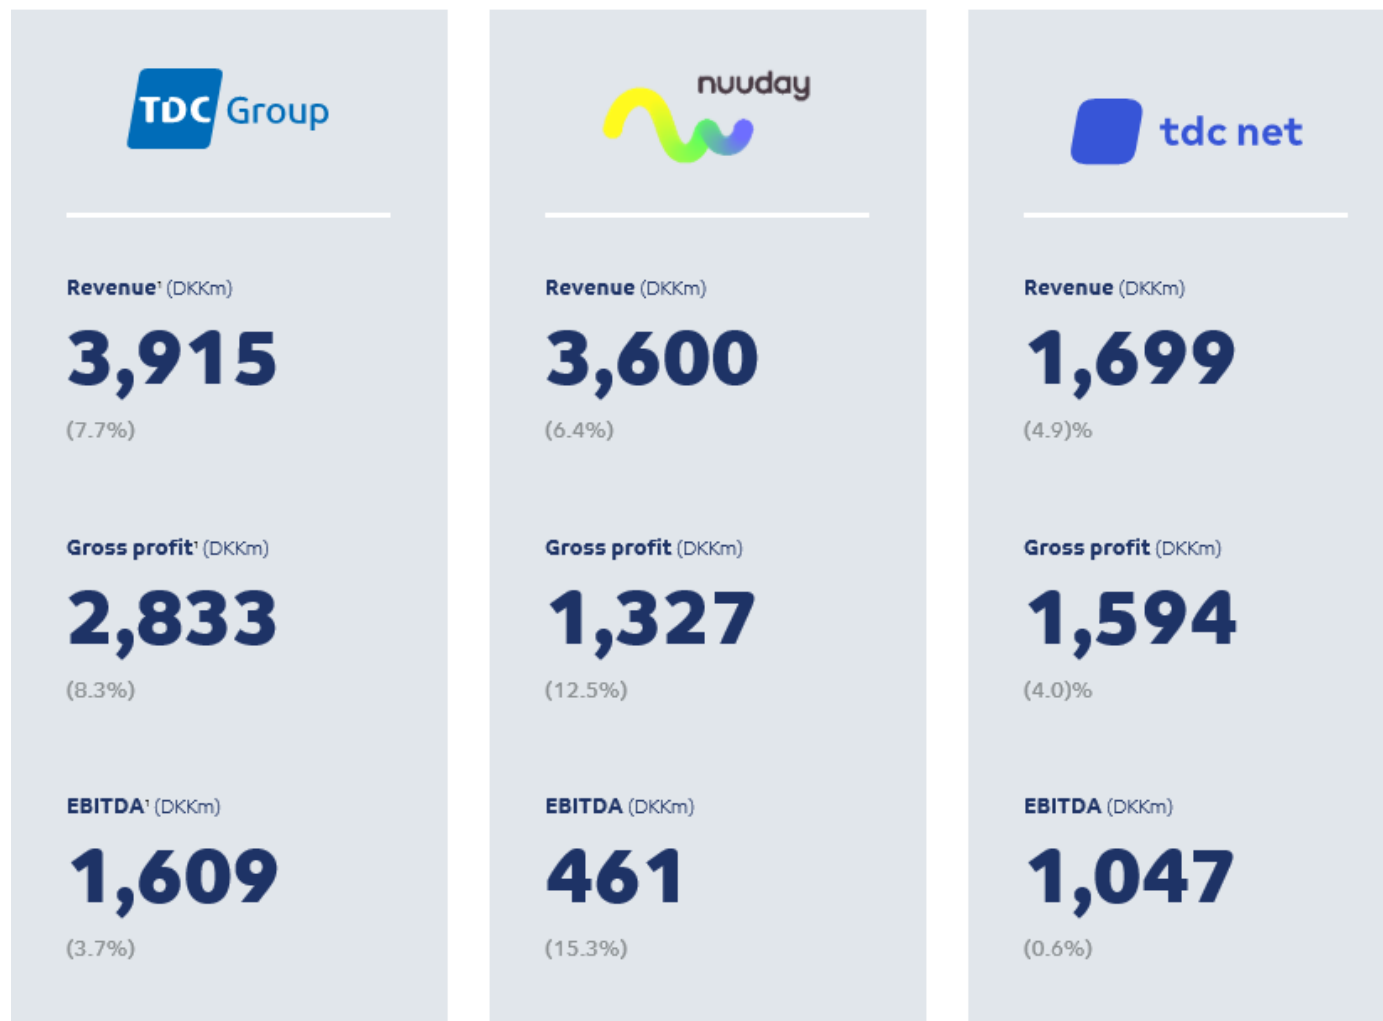 TDC Group
Revenue¹ (DKKm)
3,915
(7.7%)
Gross profit¹ (DKKm)
2,833
(8.3%)
EBITDA¹ (DKKm)
1,609
(3.7%)
nuuday
Revenue (DKKm)
3,600
(6.4%)
Gross profit (DKKm)
1,327
(12.5%)
EBITDA (DKKm)
461
(15.3%)
tdc net
Revenue (DKKm)
1,699
(4.9)%
Gross profit (DKKm)
1,594
(4.0)%
EBITDA (DKKm)
1,047
(0.6%)